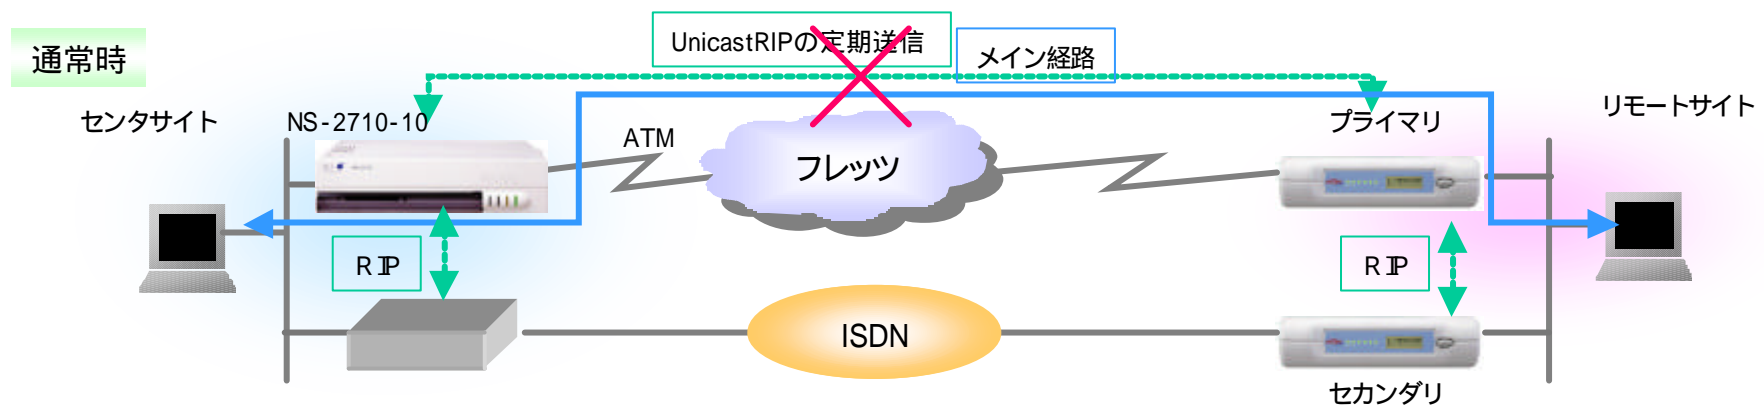 UnicastRIPの定期送信
メイン経路
通常時
センタサイト
NS-2710-10
ATM
フレッツ
プライマリ
リモートサイト
RIP
RIP
ISDN
セカンダリ